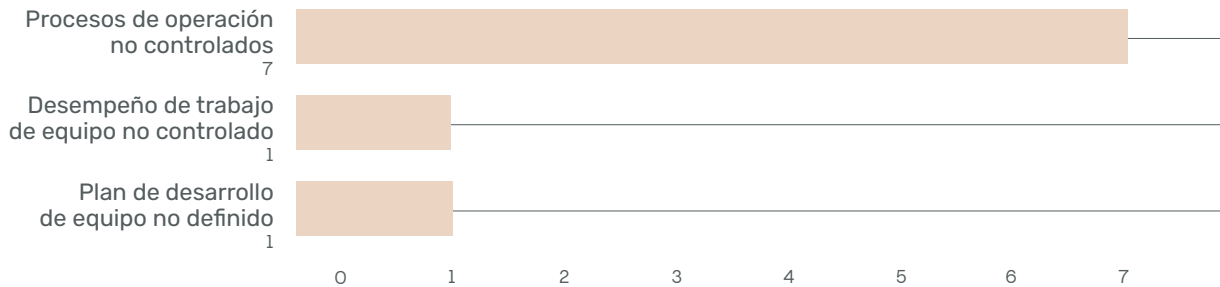 Procesos de operación
no controlados
7
Desempeño de trabajo
de equipo no controlado
1
Plan de desarrollo
de equipo no definido
1
0 1 2 3 4 5 6 7